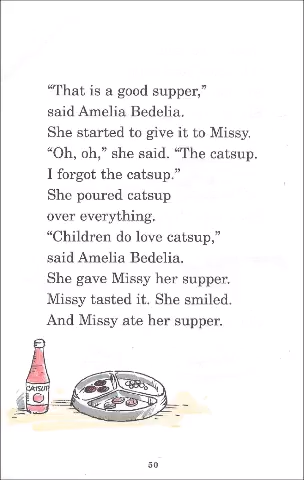 “That is a good supper,”
said Amelia Bedelia.
She started to give it to Missy.
“Oh, oh,” she said. “The catsup.
I forgot the catsup.”
She poured catsup
over everything.
“Children do love catsup,”
said Amelia Bedelia.
She gave Missy her supper.
Missy tasted it. She smiled.
And Missy ate her supper.
CATSUP
50